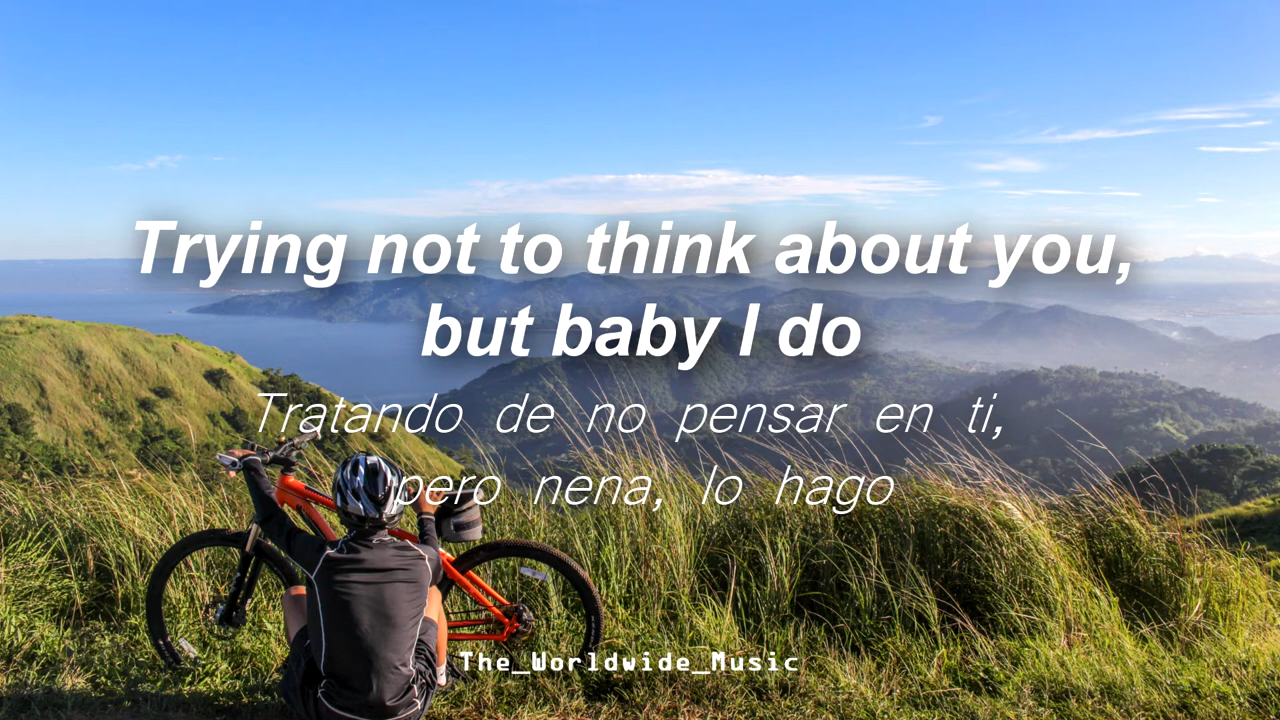 Trying not to think about you,
but baby I do
Tratando de no pensar en ti,
pero nena, lo hago
The_Worldwide_Music